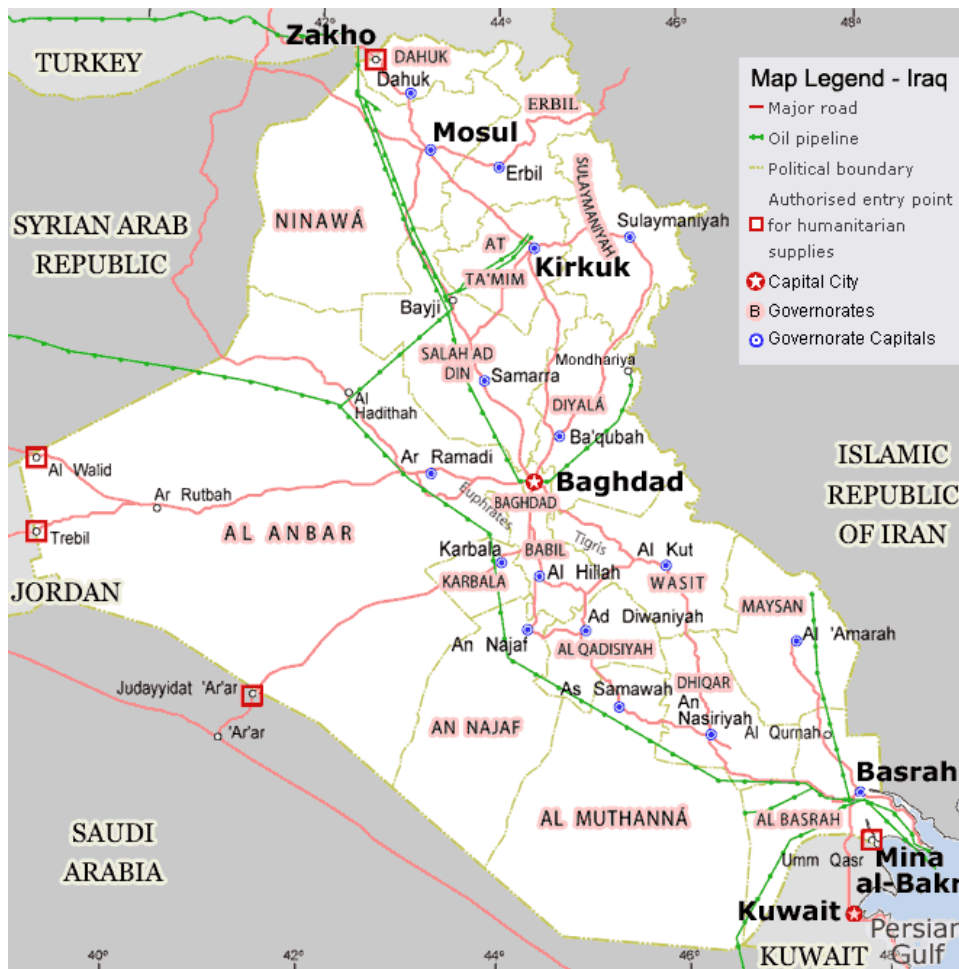 42°
44°
46°
48°
Zakho
TURKEY
DAHUK
Dahuk
ERBIL
Mosul
Erbil
SYRIAN ARAB
REPUBLIC
NINAWÁ
SULAYMANIYAH
Sulaymaniyah
AT
TA'MIM
Kirkuk
Bayji
SALAH AD
DIN
Samarra
Mondhariya
DIYALÁ
Al
Hadithah
Ba'qubah
Map Legend - Iraq
Major road
Oil pipeline
Political boundary
Authorised entry point
for humanitarian
supplies
Capital City
B Governorates
Governorate Capitals
Ar Ramadi
Al Walid
Ar Rutbah
Euphrates
Baghdad
BAGHDAD
ISLAMIC
REPUBLIC
OF IRAN
Trebil
AL ANBAR
Tigris
Karbala
BABIL
Al Kut
KARBALA
Al Hillah
WASIT
JORDAN
MAYSAN
Ad Diwaniyah
An Najaf
AL QADISIYAH
Al 'Amarah
Judayyidat 'Ar'ar
As Samawah
DHIQAR
An
Nasiriyah
'Ar'ar
AN NAJAF
Al Qurnah
Basrah
AL MUTHANNÁ
AL BASRAH
SAUDI
ARABIA
Umm Qasr
Mina
al-Bakr
Kuwait
Persian
Gulf
KUWAIT
40°
42°
44°
46°
48°